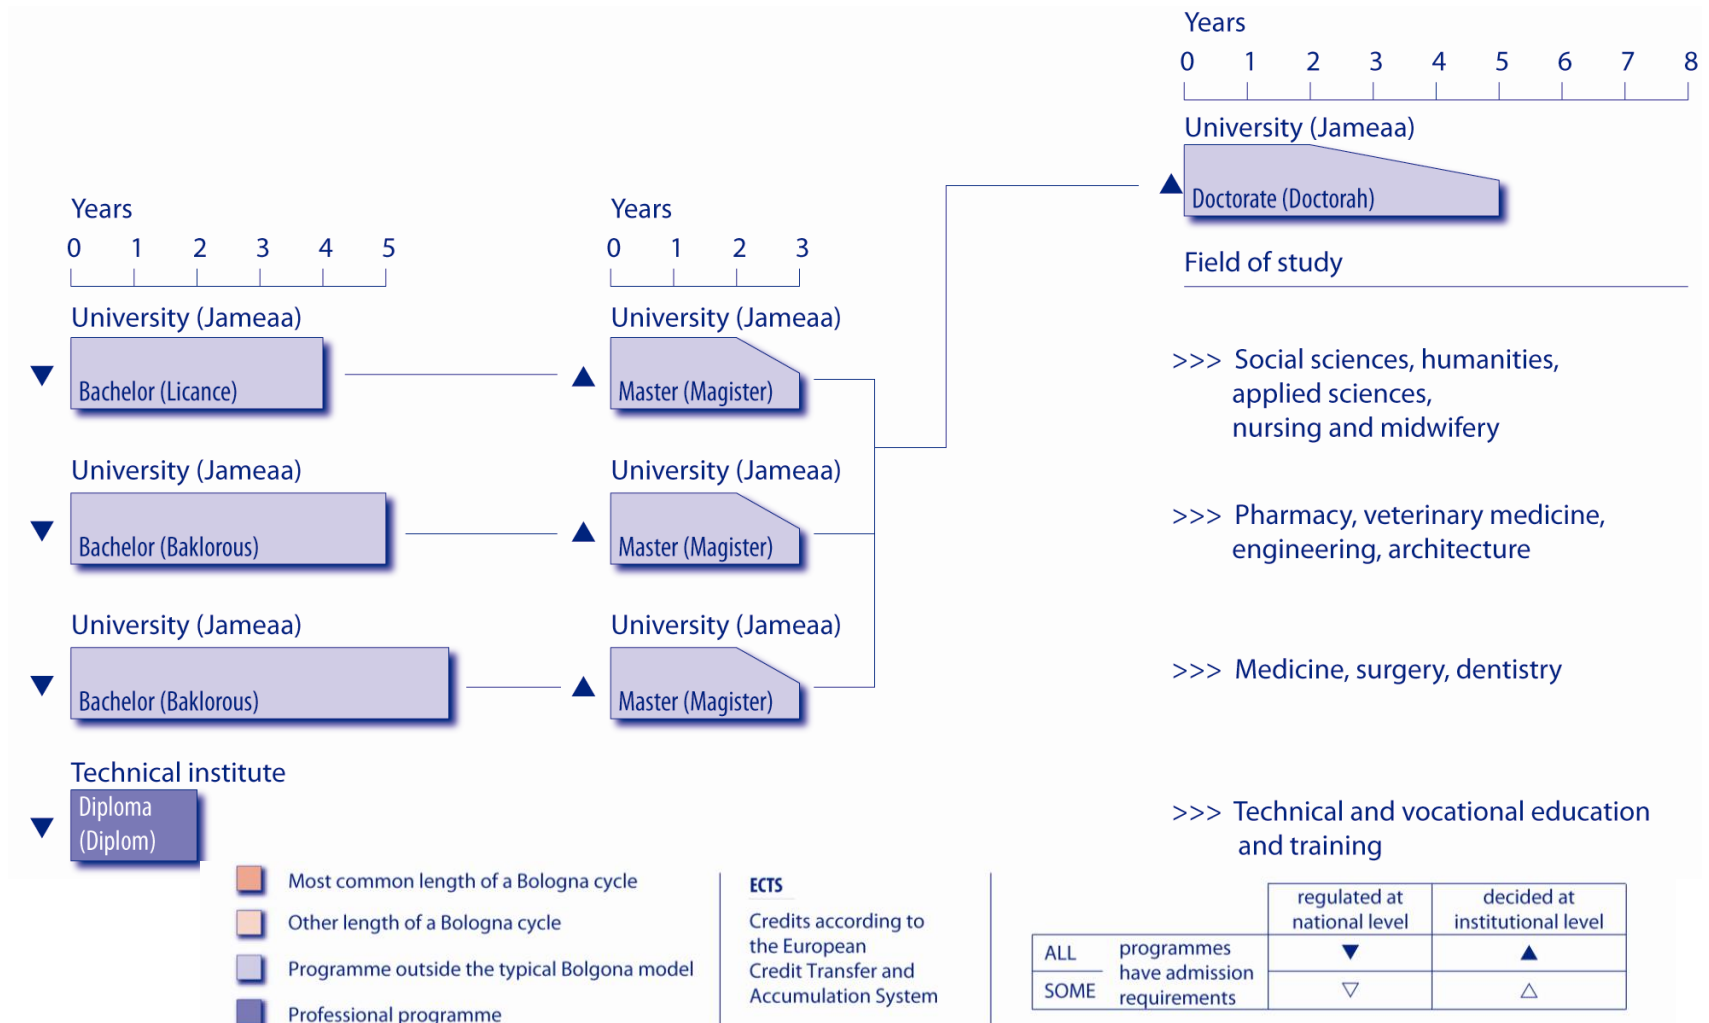 Years
0 1 2 3 4 5 6 7 8
University (Jameaa)
Doctorate (Doctorah)
Field of study
Years
0 1 2 3 4 5
Years
0 1 2 3
University (Jameaa)
Bachelor (Licance)
University (Jameaa)
Master (Magister)
>>> Social sciences, humanities,
applied sciences,
nursing and midwifery
University (Jameaa)
Bachelor (Baklorous)
University (Jameaa)
Master (Magister)
>>> Pharmacy, veterinary medicine,
engineering, architecture
University (Jameaa)
Bachelor (Baklorous)
University (Jameaa)
Master (Magister)
>>> Medicine, surgery, dentistry
Technical institute
Diploma
(Diplom)
>>> Technical and vocational education
and training
Most common length of a Bologna cycle
Other length of a Bologna cycle
Programme outside the typical Bolgona model
Professional programme
ECTS
Credits according to
the European
Credit Transfer and
Accumulation System
regulated at
national level
decided at
institutional level
ALL
SOME
programmes
have admission
requirements